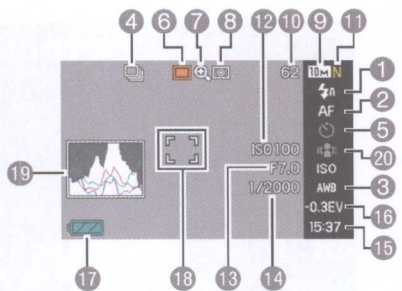 12 10 9 11
4 6 7 8
62 10M N
1
A
AF 2
5
ISO100 20
19 F7.0 ISO
1/2000 AWB 3
-0.3EV 16
15:37 15
17 18 13 14